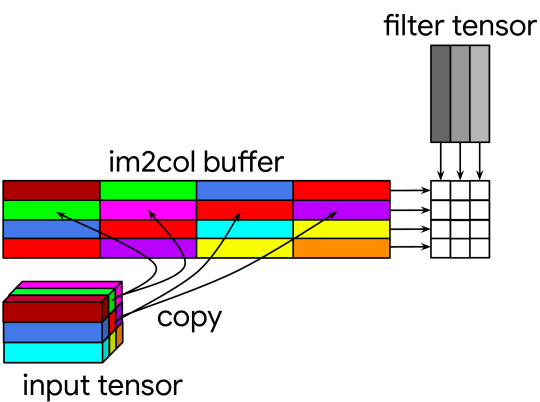 filter tensor
im2col buffer
copy
input tensor